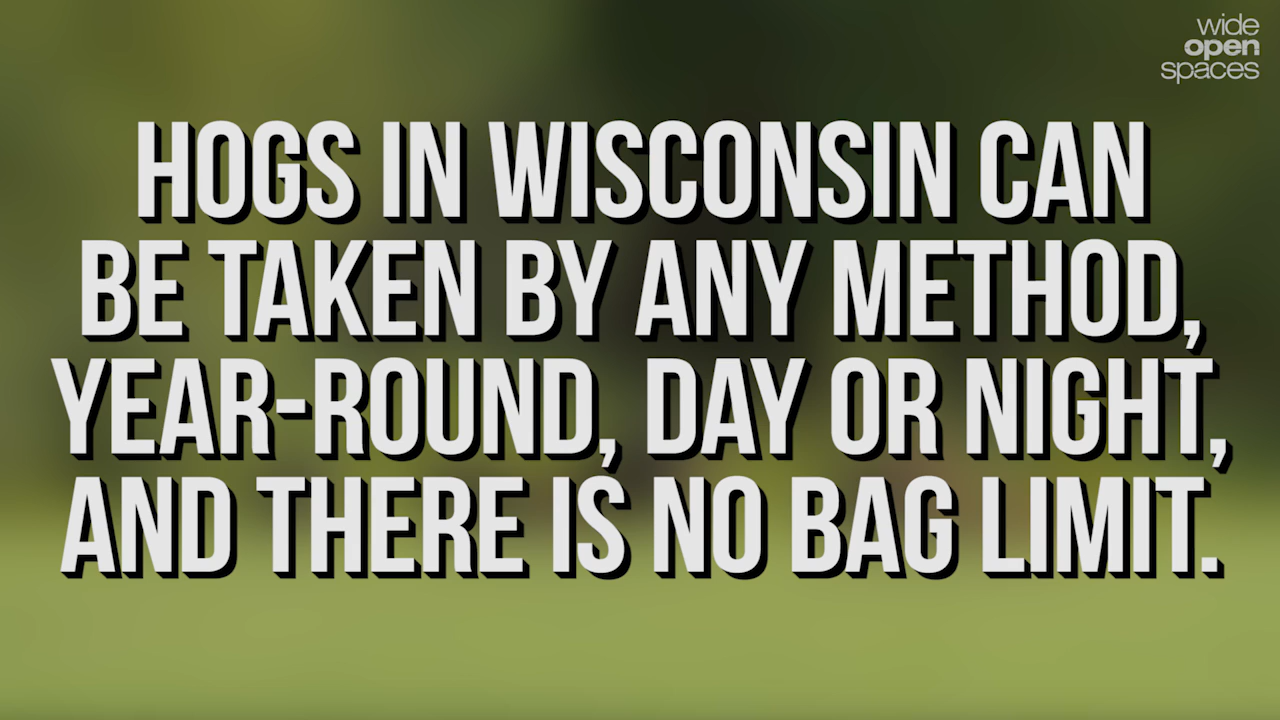 wide
open
spaces
HOGS IN WISCONSIN CAN
BE TAKEN BY ANY METHOD,
YEAR-ROUND, DAY OR NIGHT,
AND THERE IS NO BAG LIMIT.